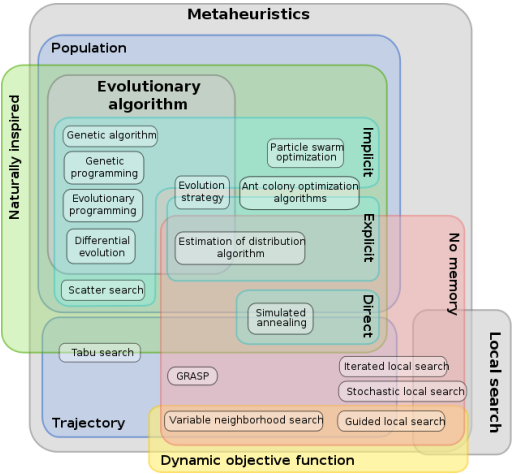 Metaheuristics
Population
Naturally inspired
Evolutionary
algorithm
Implicit
Genetic algorithm
Particle swarm
optimization
Genetic
programming
Evolution
strategy
Ant colony optimization
algorithms
Evolutionary
programming
Explicit
Differential
evolution
Estimation of distribution
algorithm
No memory
Scatter search
Direct
Simulated
annealing
Local search
Tabu search
GRASP
Iterated local search
Stochastic local search
Trajectory
Variable neighborhood search
Guided local search
Dynamic objective function